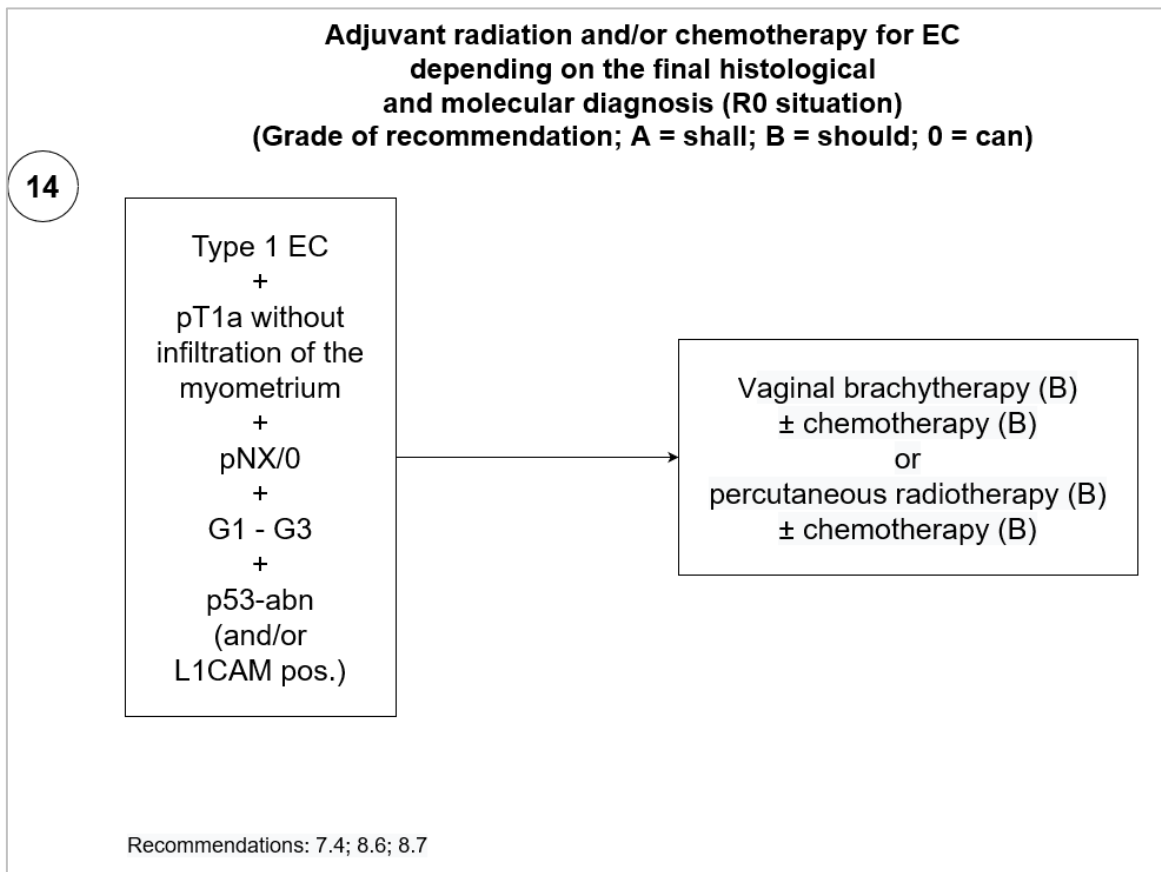 Adjuvant radiation and/or chemotherapy for EC
depending on the final histological
and molecular diagnosis (R0 situation)
(Grade of recommendation; A = shall; B = should; 0 = can)
14
Type 1 EC
+
pT1a without
infiltration of the
myometrium
+
pNX/0
+
G1 - G3
+
p53-abn
(and/or
L1CAM pos.)
Vaginal brachytherapy (B)
± chemotherapy (B)
or
percutaneous radiotherapy (B)
± chemotherapy (B)
Recommendations: 7.4; 8.6; 8.7